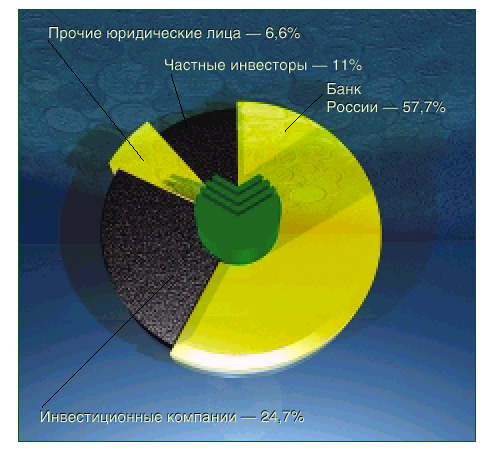 Прочие юридические лица — 6,6%
Частные инвесторы — 11%
Банк
России — 57,7%
Инвестиционные компании — 24,7%